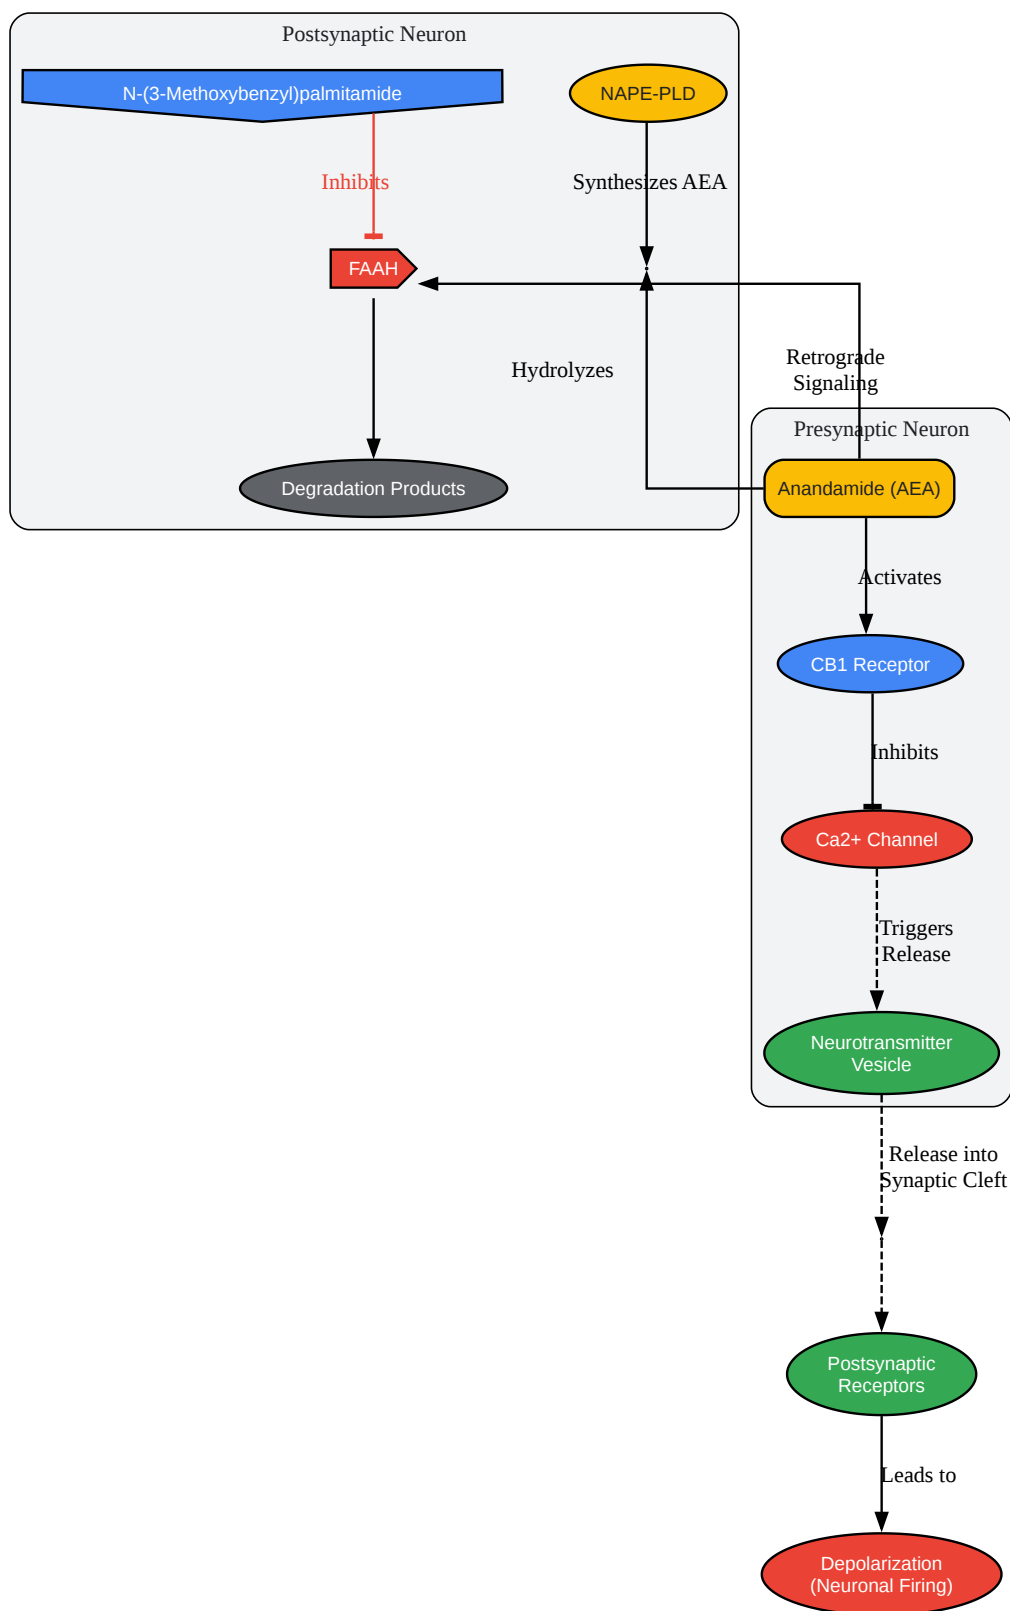 Postsynaptic Neuron
N-(3-Methoxybenzyl)palmitamide
NAPE-PLD
Inhibits
Synthesizes AEA
FAAH
Hydrolyzes
Retrograde
Signaling
Presynaptic Neuron
Degradation Products
Anandamide (AEA)
Activates
CB1 Receptor
Inhibits
Ca2+ Channel
Triggers
Release
Neurotransmitter
Vesicle
Release into
Synaptic Cleft
Postsynaptic
Receptors
Leads to
Depolarization
(Neuronal Firing)